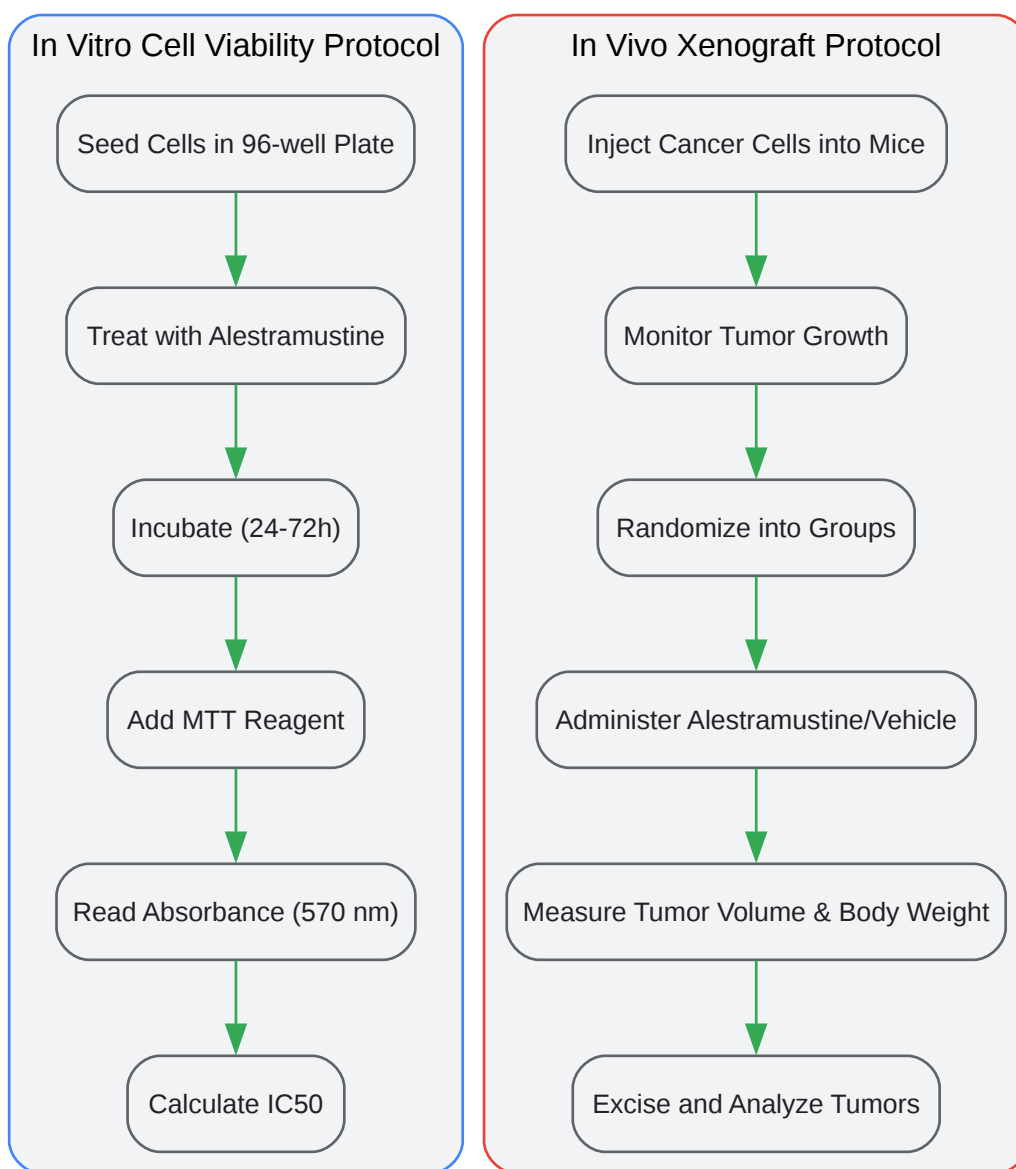 In Vitro Cell Viability Protocol
Seed Cells in 96-well Plate
Treat with Alestramustine
Incubate (24-72h)
Add MTT Reagent
Read Absorbance (570 nm)
Calculate IC50
In Vivo Xenograft Protocol
Inject Cancer Cells into Mice
Monitor Tumor Growth
Randomize into Groups
Administer Alestramustine/Vehicle
Measure Tumor Volume & Body Weight
Excise and Analyze Tumors